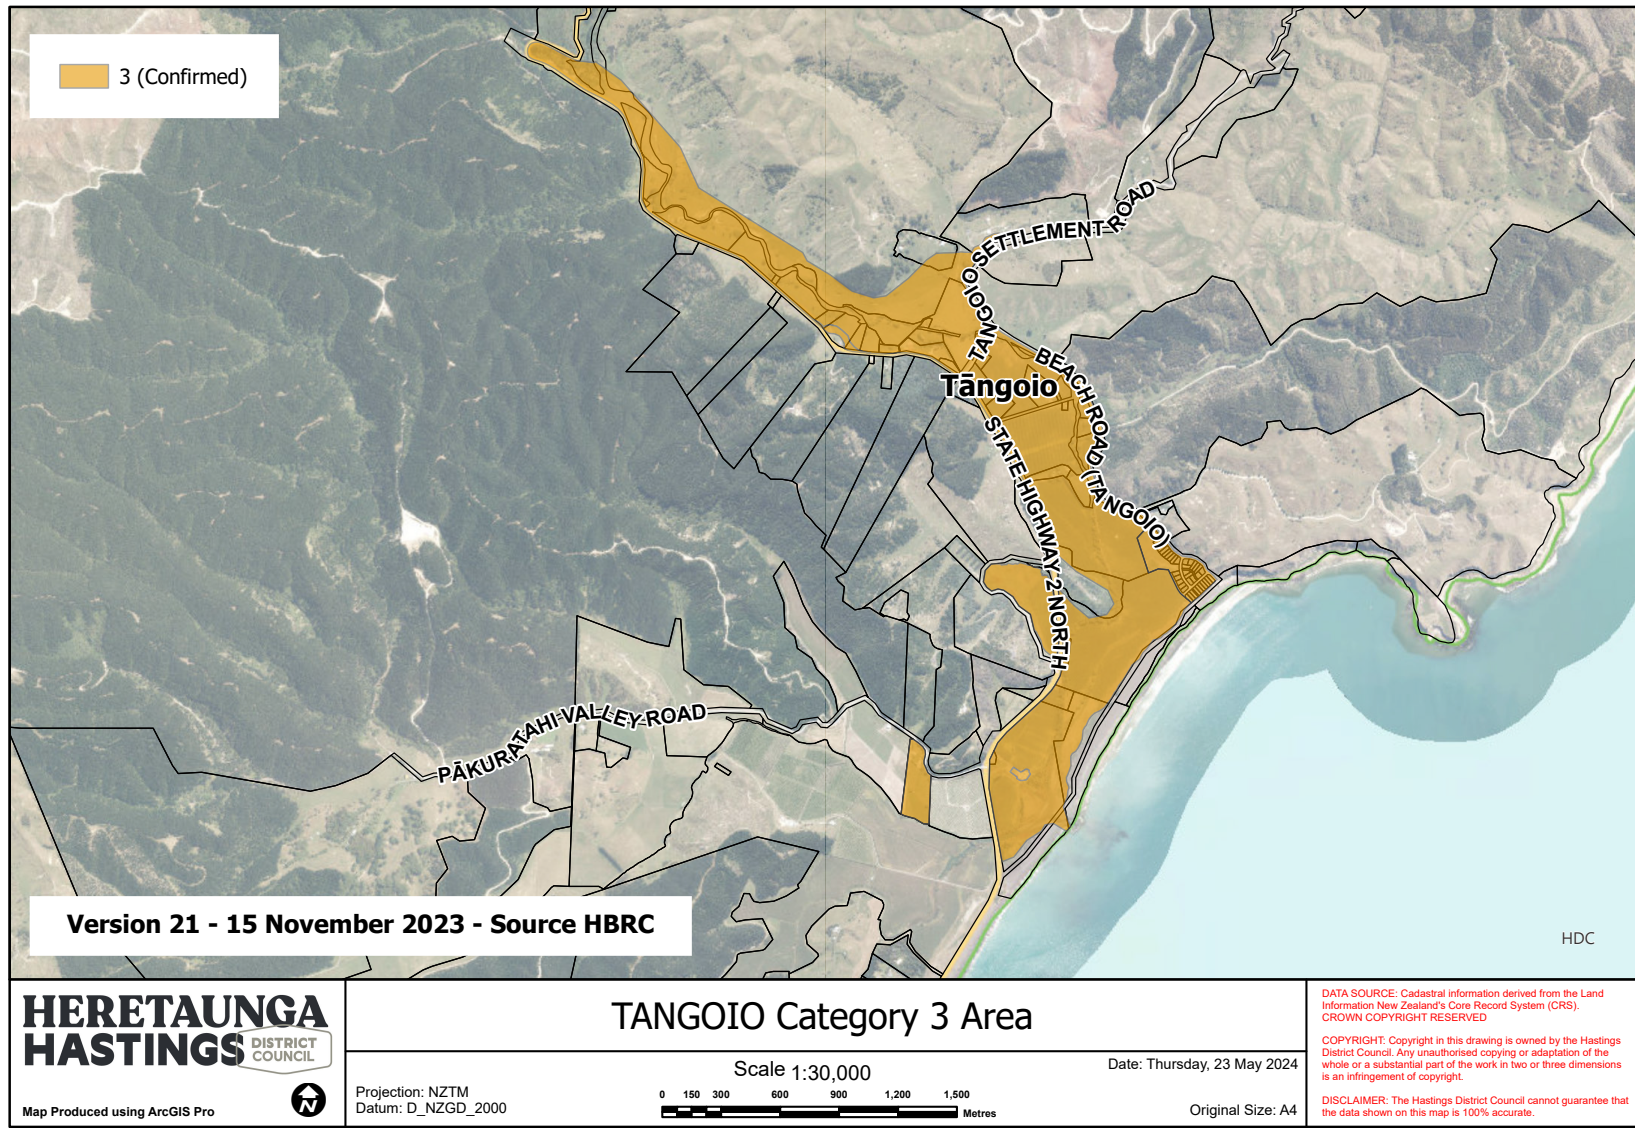 3 (Confirmed)
TANGOIO SETTLEMENT ROAD
BEACH ROAD (TANGOIO)
Tāngoio
STATE HIGHWAY 2 NORTH
PĀKURATAHI VALLEY ROAD
Version 21 - 15 November 2023 - Source HBRC
HDC
HERETAUNGA
HASTINGS
DISTRICT
COUNCIL
N
Map Produced using ArcGIS Pro
TANGOIO Category 3 Area
Projection: NZTM
Datum: D_NZGD_2000
Scale 1:30,000
0 150 300 600 900 1,200 1,500
Metres
Date: Thursday, 23 May 2024
Original Size: A4
DATA SOURCE: Cadastral information derived from the Land
Information New Zealand's Core Record System (CRS).
CROWN COPYRIGHT RESERVED
COPYRIGHT: Copyright in this drawing is owned by the Hastings
District Council. Any unauthorised copying or adaptation of the
whole or a substantial part of the work in two or three dimensions
is an infringement of copyright.
DISCLAIMER: The Hastings District Council cannot guarantee that
the data shown on this map is 100% accurate.